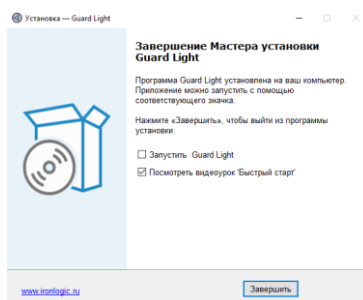 Установка — Guard Light
Завершение Мастера установки
Guard Light
Программа Guard Light установлена на ваш компьютер.
Приложение можно запустить с помощью
соответствующего значка.
Нажмите «Завершить», чтобы выйти из программы
установки.
Запустить Guard Light
Посмотреть видеоурок 'Быстрый старт'
www.ironlogic.ru
Завершить